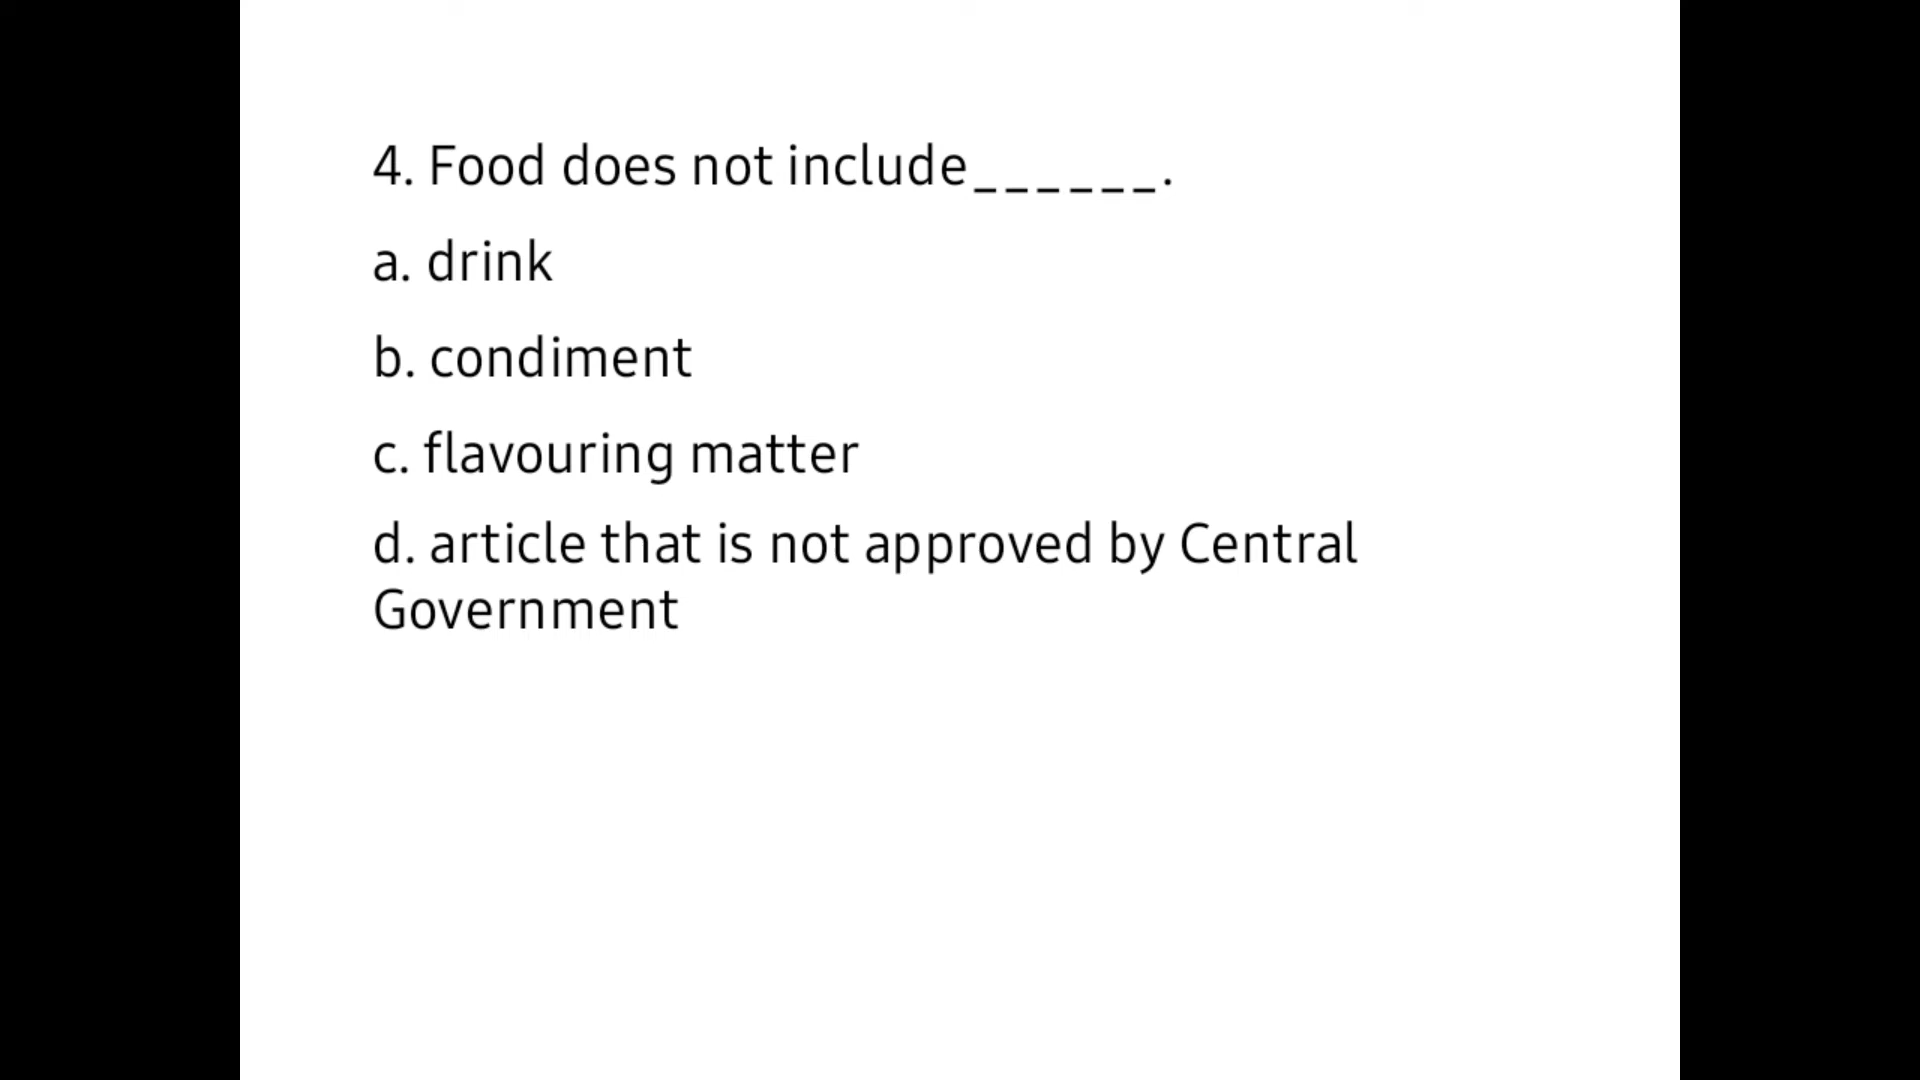 4. Food does not include______.
a. drink
b. condiment
c. flavouring matter
d. article that is not approved by Central
Government